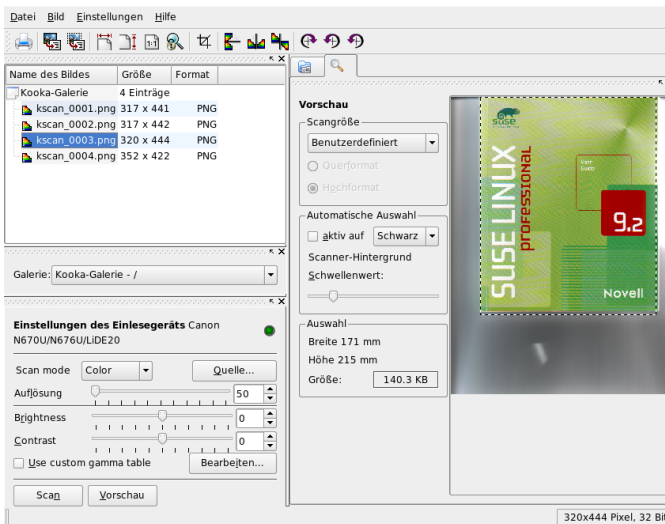 Datei Bild Einstellungen Hilfe
Name des Bildes Größe Format
Kooka-Galerie 4 Einträge
kscan_0001.png 317 x 441 PNG
kscan_0002.png 317 x 442 PNG
kscan_0003.png 320 x 444 PNG
kscan_0004.png 352 x 422 PNG
Galerie: Kooka-Galerie - /
Einstellungen des Einlesegeräts Canon
N670U/N676U/LiDE20
Scan mode Color Quelle...
Auflösung 50
Brightness 0
Contrast 0
Use custom gamma table Bearbeiten...
Scan Vorschau
Vorschau
Scangröße
Benutzerdefiniert
Querformat
Hochformat
Automatische Auswahl
aktiv auf Schwarz
Scanner-Hintergrund
Schwellenwert:
Auswahl
Breite 171 mm
Höhe 215 mm
Größe: 140.3 KB
SUSE
SUSE LINUX
PROFESSIONAL
9.2
Novell
320x444 Pixel, 32 Bi